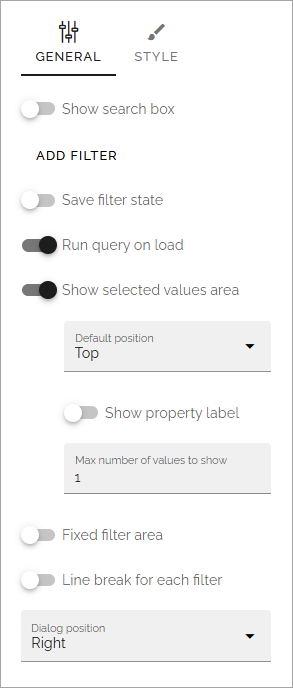 GENERAL STYLE
Show search box
ADD FILTER
Save filter state
Run query on load
Show selected values area
Default position
Top
Show property label
Max number of values to show
1
Fixed filter area
Line break for each filter
Dialog position
Right